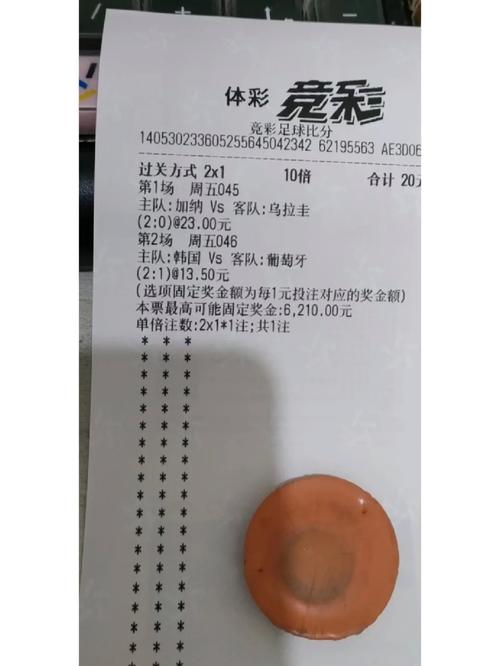 体彩 竞彩
竞彩足球比分
140530233605255645042342 62195563 AE3D06
过关方式 2x1 10倍 合计 20元
第1场 周五045
主队:加纳 Vs 客队:乌拉圭
(2:0)@23.00元
第2场 周五046
主队:韩国 Vs 客队:葡萄牙
(2:1)@13.50元
(选项固定奖金额为每1元投注对应的奖金额)
本票最高可能固定奖金:6,210.00元
单倍注数:2x1*1注;共1注